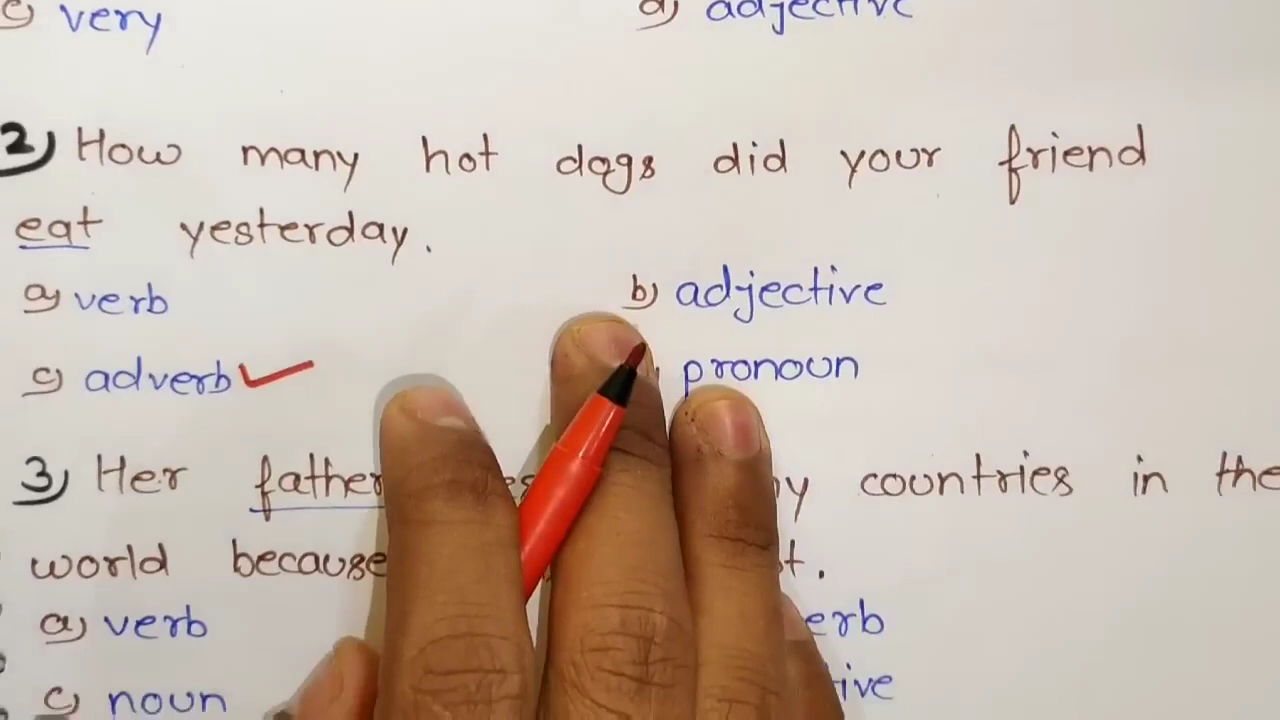 c) very d) adjective
2) How many hot dogs did your friend
eat yesterday.
a) verb b) adjective
c) adverb pronoun
3) Her father countries in the
world because
a) verb
c) noun